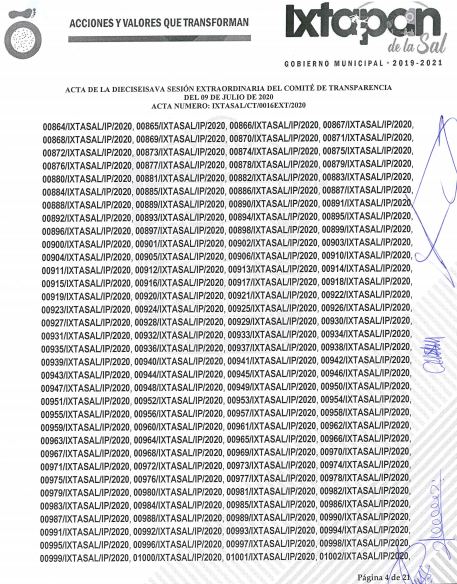 ACCIONES Y VALORES QUE TRANSFORMAN
Ixtapan
de la Sal
GOBIERNO MUNICIPAL • 2019-2021
ACTA DE LA DIECISEISAVA SESIÓN EXTRAORDINARIA DEL COMITÉ DE TRANSPARENCIA
DEL 09 DE JULIO DE 2020
ACTA NUMERO: IXTASAL/CT/0016EXT/2020
00864/IXTASAL/IP/2020, 00865/IXTASAL/IP/2020, 00866/IXTASAL/IP/2020, 00867/IXTASAL/IP/2020,
00868/IXTASAL/IP/2020, 00869/IXTASAL/IP/2020, 00870/IXTASAL/IP/2020, 00871/IXTASAL/IP/2020,
00872/IXTASAL/IP/2020, 00873/IXTASAL/IP/2020, 00874/IXTASAL/IP/2020, 00875/IXTASAL/IP/2020,
00876/IXTASAL/IP/2020, 00877/IXTASAL/IP/2020, 00878/IXTASAL/IP/2020, 00879/IXTASAL/IP/2020,
00880/IXTASAL/IP/2020, 00881/IXTASAL/IP/2020, 00882/IXTASAL/IP/2020, 00883/IXTASAL/IP/2020,
00884/IXTASAL/IP/2020, 00885/IXTASAL/IP/2020, 00886/IXTASAL/IP/2020, 00887/IXTASAL/IP/2020,
00888/IXTASAL/IP/2020, 00889/IXTASAL/IP/2020, 00890/IXTASAL/IP/2020, 00891/IXTASAL/IP/2020,
00892/IXTASAL/IP/2020, 00893/IXTASAL/IP/2020, 00894/IXTASAL/IP/2020, 00895/IXTASAL/IP/2020,
00896/IXTASAL/IP/2020, 00897/IXTASAL/IP/2020, 00898/IXTASAL/IP/2020, 00899/IXTASAL/IP/2020,
00900/IXTASAL/IP/2020, 00901/IXTASAL/IP/2020, 00902/IXTASAL/IP/2020, 00903/IXTASAL/IP/2020,
00904/IXTASAL/IP/2020, 00905/IXTASAL/IP/2020, 00906/IXTASAL/IP/2020, 00910/IXTASAL/IP/2020,
00911/IXTASAL/IP/2020, 00912/IXTASAL/IP/2020, 00913/IXTASAL/IP/2020, 00914/IXTASAL/IP/2020,
00915/IXTASAL/IP/2020, 00916/IXTASAL/IP/2020, 00917/IXTASAL/IP/2020, 00918/IXTASAL/IP/2020,
00919/IXTASAL/IP/2020, 00920/IXTASAL/IP/2020, 00921/IXTASAL/IP/2020, 00922/IXTASAL/IP/2020,
00923/IXTASAL/IP/2020, 00924/IXTASAL/IP/2020, 00925/IXTASAL/IP/2020, 00926/IXTASAL/IP/2020,
00927/IXTASAL/IP/2020, 00928/IXTASAL/IP/2020, 00929/IXTASAL/IP/2020, 00930/IXTASAL/IP/2020,
00931/IXTASAL/IP/2020, 00932/IXTASAL/IP/2020, 00933/IXTASAL/IP/2020, 00934/IXTASAL/IP/2020,
00935/IXTASAL/IP/2020, 00936/IXTASAL/IP/2020, 00937/IXTASAL/IP/2020, 00938/IXTASAL/IP/2020,
00939/IXTASAL/IP/2020, 00940/IXTASAL/IP/2020, 00941/IXTASAL/IP/2020, 00942/IXTASAL/IP/2020,
00943/IXTASAL/IP/2020, 00944/IXTASAL/IP/2020, 00945/IXTASAL/IP/2020, 00946/IXTASAL/IP/2020,
00947/IXTASAL/IP/2020, 00948/IXTASAL/IP/2020, 00949/IXTASAL/IP/2020, 00950/IXTASAL/IP/2020,
00951/IXTASAL/IP/2020, 00952/IXTASAL/IP/2020, 00953/IXTASAL/IP/2020, 00954/IXTASAL/IP/2020,
00955/IXTASAL/IP/2020, 00956/IXTASAL/IP/2020, 00957/IXTASAL/IP/2020, 00958/IXTASAL/IP/2020,
00959/IXTASAL/IP/2020, 00960/IXTASAL/IP/2020, 00961/IXTASAL/IP/2020, 00962/IXTASAL/IP/2020,
00963/IXTASAL/IP/2020, 00964/IXTASAL/IP/2020, 00965/IXTASAL/IP/2020, 00966/IXTASAL/IP/2020,
00967/IXTASAL/IP/2020, 00968/IXTASAL/IP/2020, 00969/IXTASAL/IP/2020, 00970/IXTASAL/IP/2020,
00971/IXTASAL/IP/2020, 00972/IXTASAL/IP/2020, 00973/IXTASAL/IP/2020, 00974/IXTASAL/IP/2020,
00975/IXTASAL/IP/2020, 00976/IXTASAL/IP/2020, 00977/IXTASAL/IP/2020, 00978/IXTASAL/IP/2020,
00979/IXTASAL/IP/2020, 00980/IXTASAL/IP/2020, 00981/IXTASAL/IP/2020, 00982/IXTASAL/IP/2020,
00983/IXTASAL/IP/2020, 00984/IXTASAL/IP/2020, 00985/IXTASAL/IP/2020, 00986/IXTASAL/IP/2020,
00987/IXTASAL/IP/2020, 00988/IXTASAL/IP/2020, 00989/IXTASAL/IP/2020, 00990/IXTASAL/IP/2020,
00991/IXTASAL/IP/2020, 00992/IXTASAL/IP/2020, 00993/IXTASAL/IP/2020, 00994/IXTASAL/IP/2020,
00995/IXTASAL/IP/2020, 00996/IXTASAL/IP/2020, 00997/IXTASAL/IP/2020, 00998/IXTASAL/IP/2020,
00999/IXTASAL/IP/2020, 01000/IXTASAL/IP/2020, 01001/IXTASAL/IP/2020, 01002/IXTASAL/IP/2020,
Página 4 de 21